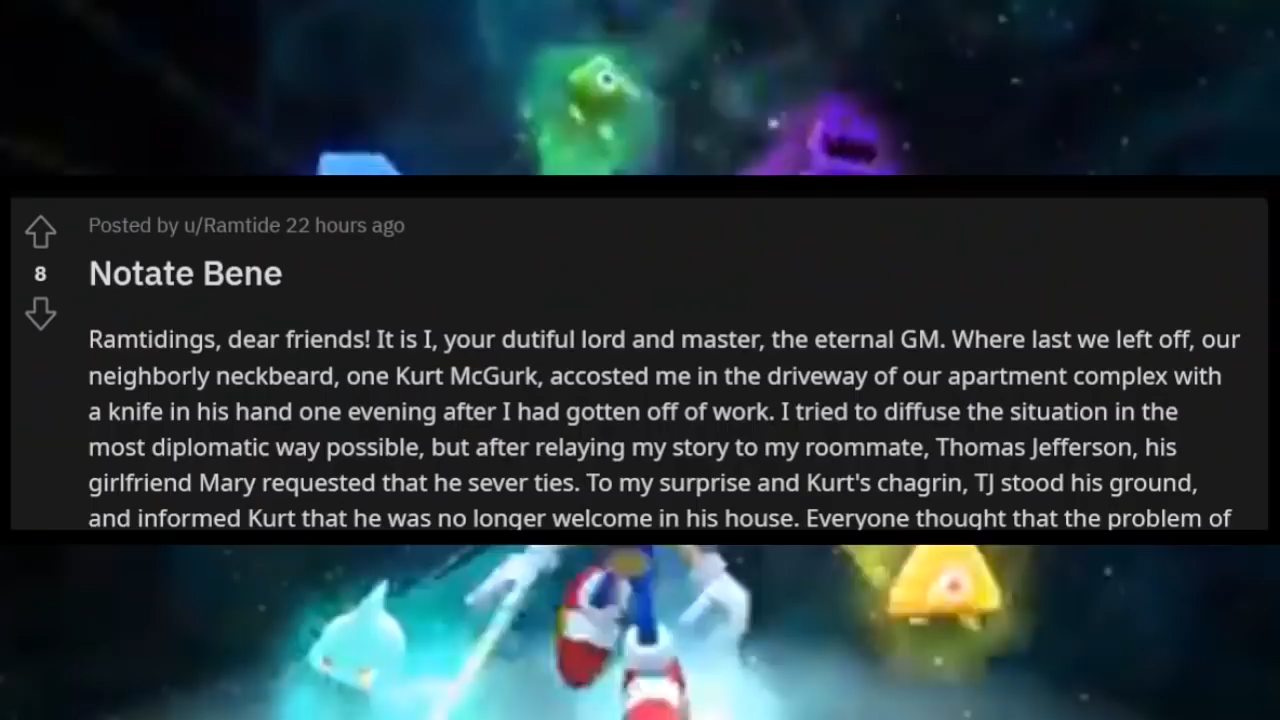 Posted by u/Ramtide 22 hours ago
8
Notate Bene
Ramtidings, dear friends! It is I, your dutiful lord and master, the eternal GM. Where last we left off, our
neighborly neckbeard, one Kurt McGurk, accosted me in the driveway of our apartment complex with
a knife in his hand one evening after I had gotten off of work. I tried to diffuse the situation in the
most diplomatic way possible, but after relaying my story to my roommate, Thomas Jefferson, his
girlfriend Mary requested that he sever ties. To my surprise and Kurt's chagrin, TJ stood his ground,
and informed Kurt that he was no longer welcome in his house. Everyone thought that the problem of